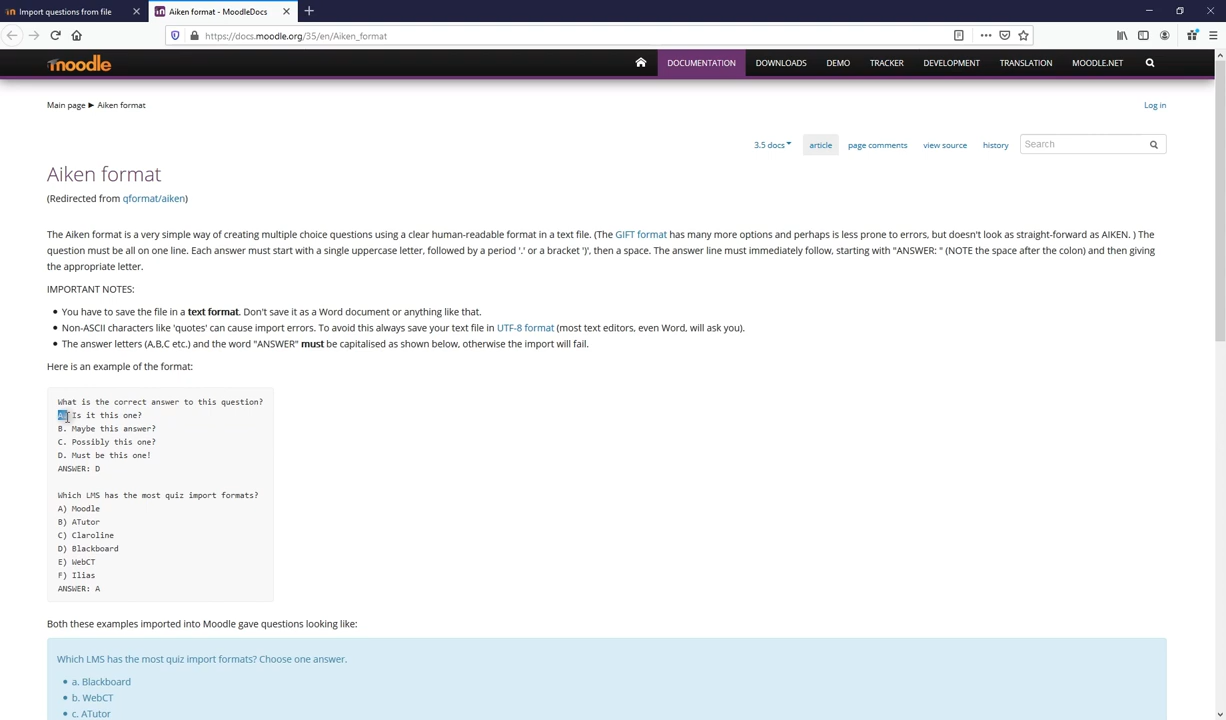 Import questions from file
Aiken format - MoodleDocs
https://docs.moodle.org/35/en/Aiken_format
moodle
DOCUMENTATION
DOWNLOADS
DEMO
TRACKER
DEVELOPMENT
TRANSLATION
MOODLE.NET
Main page ► Aiken format
Log in
3.5 docs
article
page comments
view source
history
Search
Aiken format
(Redirected from qformat/aiken)
The Aiken format is a very simple way of creating multiple choice questions using a clear human-readable format in a text file. (The GIFT format has many more options and perhaps is less prone to errors, but doesn't look as straight-forward as AIKEN. ) The
question must be all on one line. Each answer must start with a single uppercase letter, followed by a period '.' or a bracket ')', then a space. The answer line must immediately follow, starting with "ANSWER: " (NOTE the space after the colon) and then giving
the appropriate letter.
IMPORTANT NOTES:
• You have to save the file in a text format. Don't save it as a Word document or anything like that.
• Non-ASCII characters like 'quotes' can cause import errors. To avoid this always save your text file in UTF-8 format (most text editors, even Word, will ask you).
• The answer letters (A,B,C etc.) and the word "ANSWER" must be capitalised as shown below, otherwise the import will fail.
Here is an example of the format:
What is the correct answer to this question?
A. Is it this one?
B. Maybe this answer?
C. Possibly this one?
D. Must be this one!
ANSWER: D
Which LMS has the most quiz import formats?
A) Moodle
B) ATutor
C) Claroline
D) Blackboard
E) WebCT
F) Ilias
ANSWER: A
Both these examples imported into Moodle gave questions looking like:
Which LMS has the most quiz import formats? Choose one answer.
• a. Blackboard
• b. WebCT
• c. ATutor